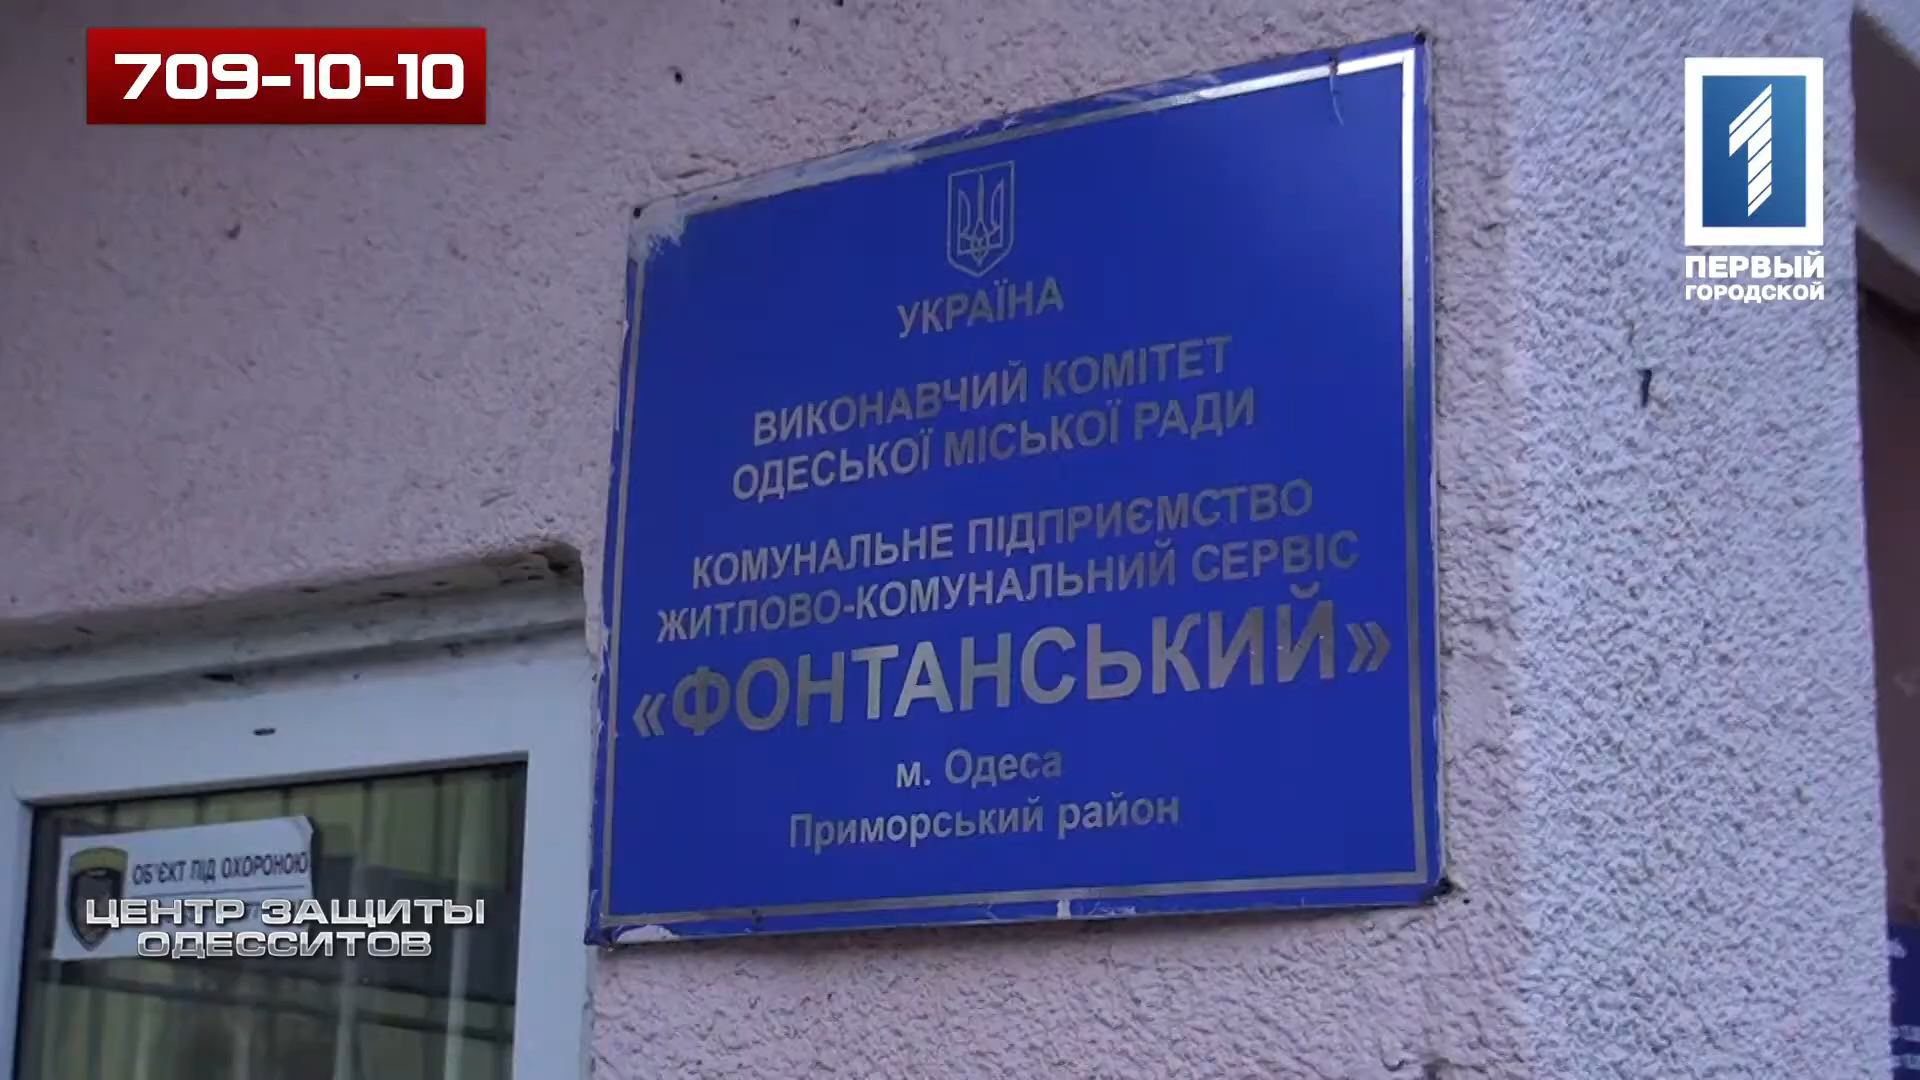 709-10-10
ПЕРВЫЙ
ГОРОДСКОЙ
УКРАЇНА
ВИКОНАВЧИЙ КОМІТЕТ
ОДЕСЬКОЇ МІСЬКОЇ РАДИ
КОМУНАЛЬНЕ ПІДПРИЄМСТВО
ЖИТЛОВО-КОМУНАЛЬНИЙ СЕРВІС
«ФОНТАНСЬКИЙ»
м. Одеса
Приморський район
ОБ'ЄКТ ПІД ОХОРОНОЮ
ЦЕНТР ЗАЩИТЫ
ОДЕССИТОВ